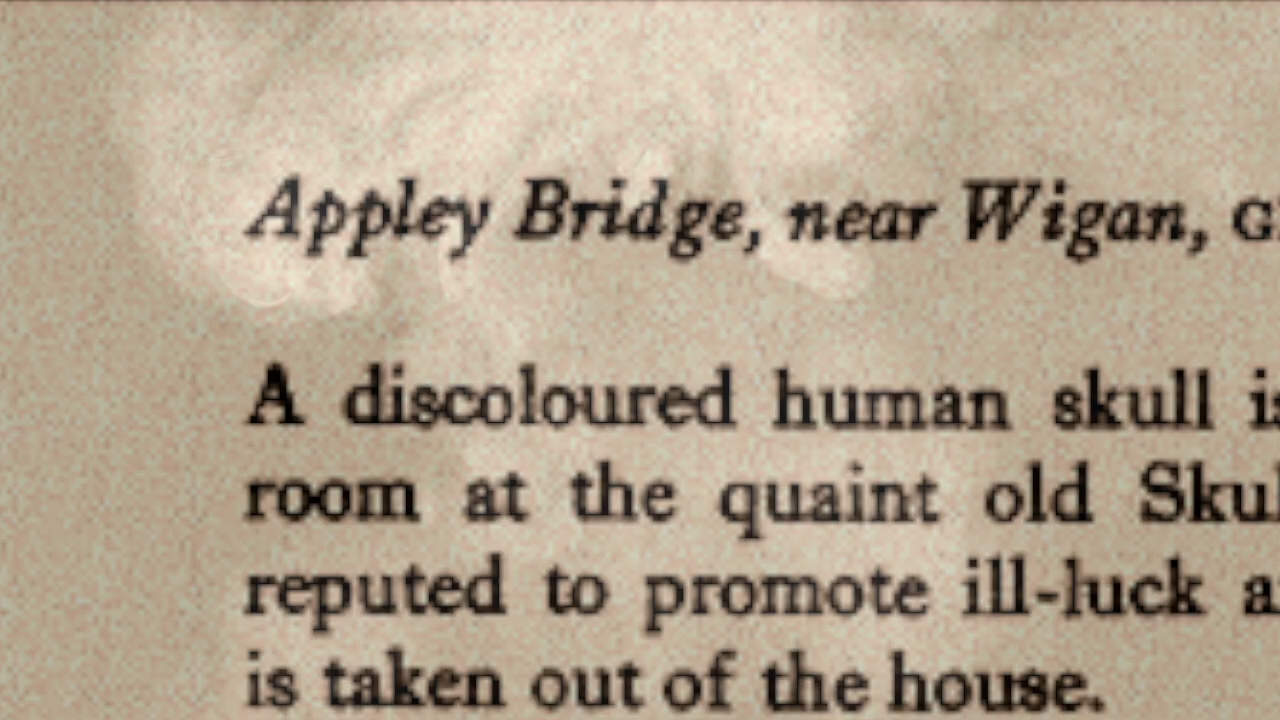 Appley Bridge, near Wigan,
A discoloured human skull
room at the quaint old
reputed to promote ill-luck
is taken out of the house.